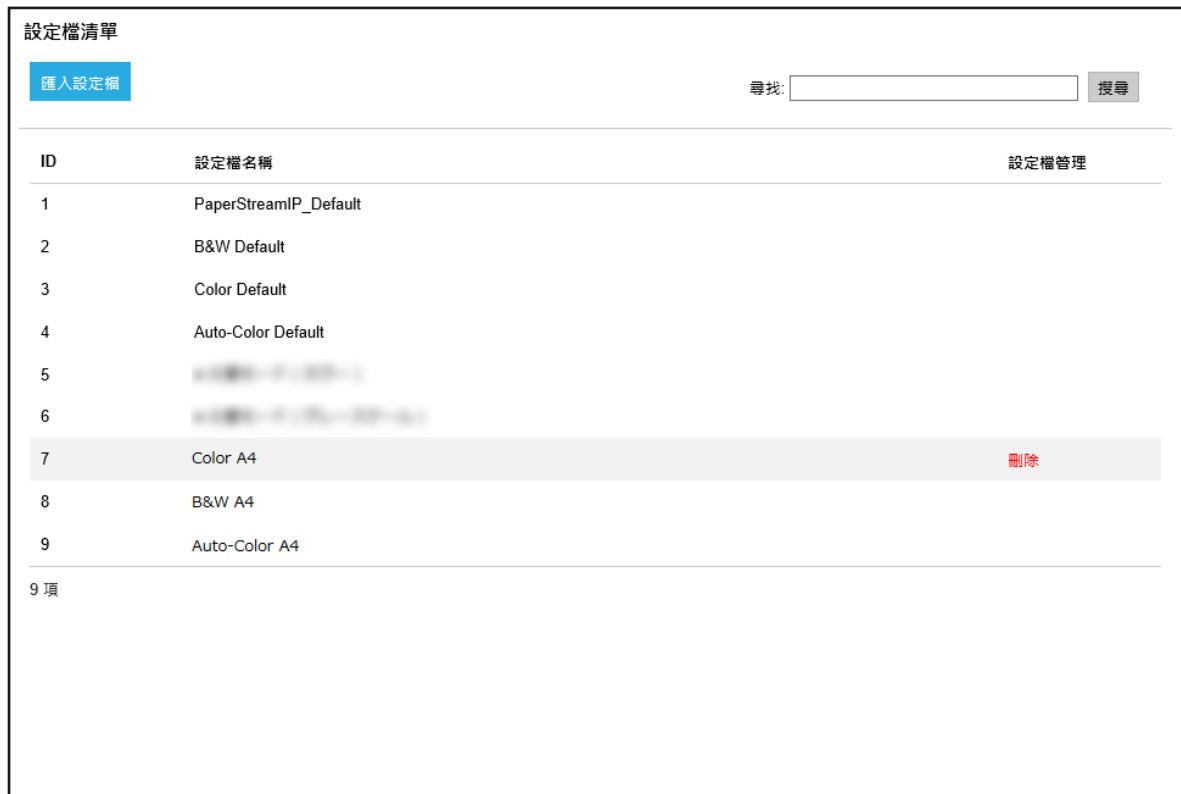 設定檔清單
匯入設定檔
尋找: 搜尋
ID 設定檔名稱 設定檔管理
1 PaperStreamIP_Default
2 B&W Default
3 Color Default
4 Auto-Color Default
5
6
7 Color A4 刪除
8 B&W A4
9 Auto-Color A4
9 項